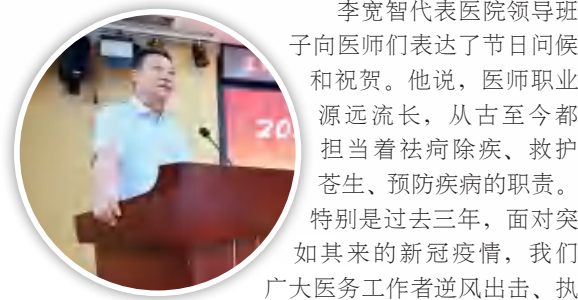 李宽智代表医院领导班
子向医师们表达了节日问候
和祝贺。他说，医师职业
源远流长，从古至今都
担当着祛疴除疾、救护
苍生、预防疾病的职责。
特别是过去三年，面对突
如其来的新冠疫情，我们
广大医务工作者逆风出击、执
20